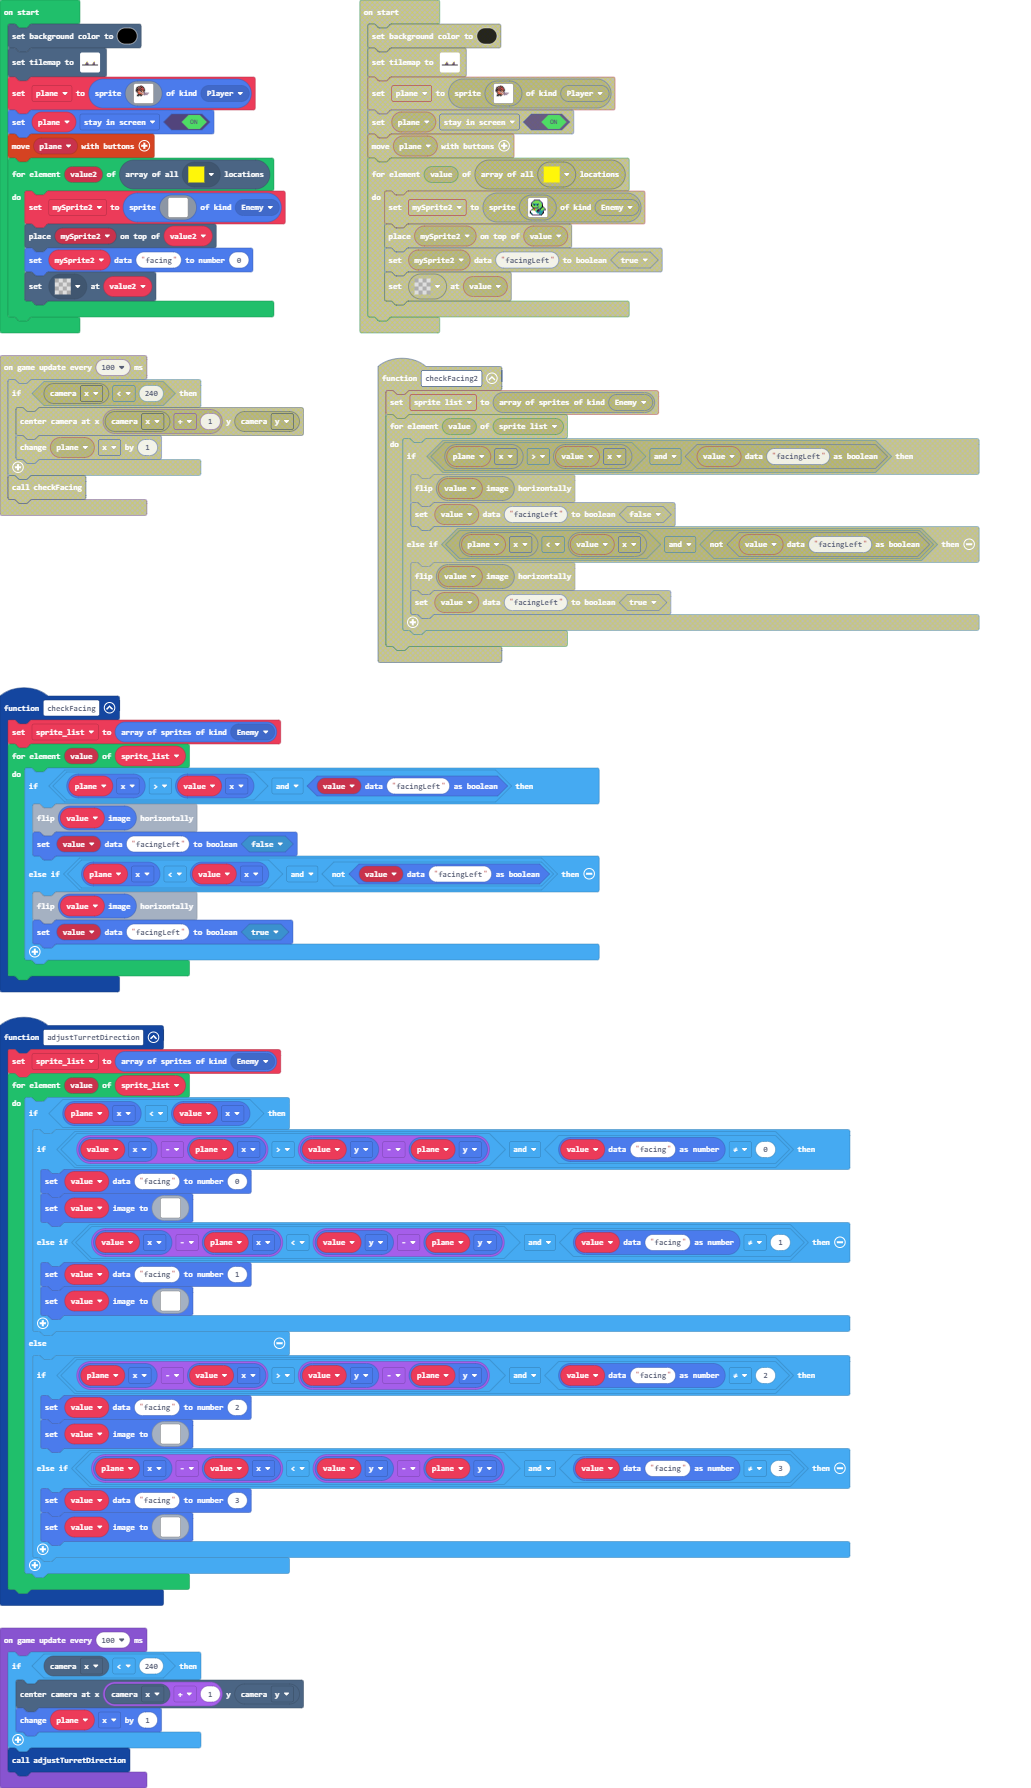 on start
set background color to
set tilemap to
set plane to sprite of kind Player
set plane stay in screen ON
move plane with buttons
for element value2 of array of all locations
do
set mySprite2 to sprite of kind Enemy
place mySprite2 on top of value2
set mySprite2 data "facing" to number 0
set at value2
on start
set background color to
set tilemap to
set plane to sprite of kind Player
set plane stay in screen ON
move plane with buttons
for element value of array of all locations
do
set mySprite2 to sprite of kind Enemy
place mySprite2 on top of value
set mySprite2 data "facingLeft" to boolean true
set at value
on game update every 100 ms
if camera x < 240 then
center camera at x camera x + 1 y camera y
change plane x by 1
call checkFacing
function checkFacing2
set sprite list to array of sprites of kind Enemy
for element value of sprite list
do
if plane x > value x and value data "facingLeft" as boolean then
flip value image horizontally
set value data "facingLeft" to boolean false
else if plane x < value x and not value data "facingLeft" as boolean then
flip value image horizontally
set value data "facingLeft" to boolean true
function checkFacing
set sprite_list to array of sprites of kind Enemy
for element value of sprite_list
do
if plane x > value x and value data "facingLeft" as boolean then
flip value image horizontally
set value data "facingLeft" to boolean false
else if plane x < value x and not value data "facingLeft" as boolean then
flip value image horizontally
set value data "facingLeft" to boolean true
function adjustTurretDirection
set sprite_list to array of sprites of kind Enemy
for element value of sprite_list
do
if plane x < value x then
if value x - plane x > value y - plane y and value data "facing" as number ≠ 0 then
set value data "facing" to number 0
set value image to
else if value x - plane x < value y - plane y and value data "facing" as number ≠ 1 then
set value data "facing" to number 1
set value image to
else
if plane x - value x > value y - plane y and value data "facing" as number ≠ 2 then
set value data "facing" to number 2
set value image to
else if plane x - value x < value y - plane y and value data "facing" as number ≠ 3 then
set value data "facing" to number 3
set value image to
on game update every 100 ms
if camera x < 240 then
center camera at x camera x + 1 y camera y
change plane x by 1
call adjustTurretDirection